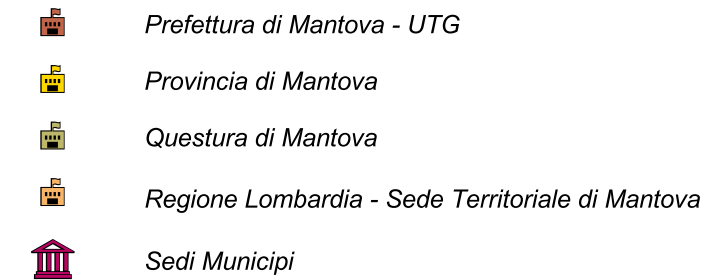 Prefettura di Mantova - UTG
Provincia di Mantova
Questura di Mantova
Regione Lombardia - Sede Territoriale di Mantova
Sedi Municipi